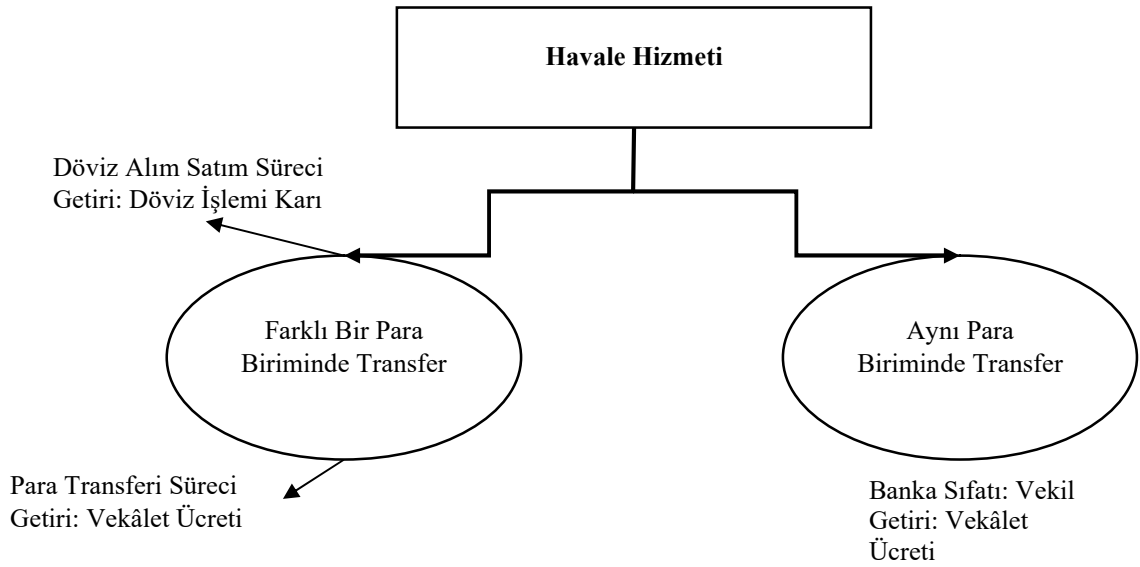 Havale Hizmeti
Döviz Alım Satım Süreci
Getiri: Döviz İşlemi Karı
Farklı Bir Para
Biriminde Transfer
Aynı Para
Biriminde Transfer
Para Transferi Süreci
Getiri: Vekâlet Ücreti
Banka Sıfatı: Vekil
Getiri: Vekâlet
Ücreti